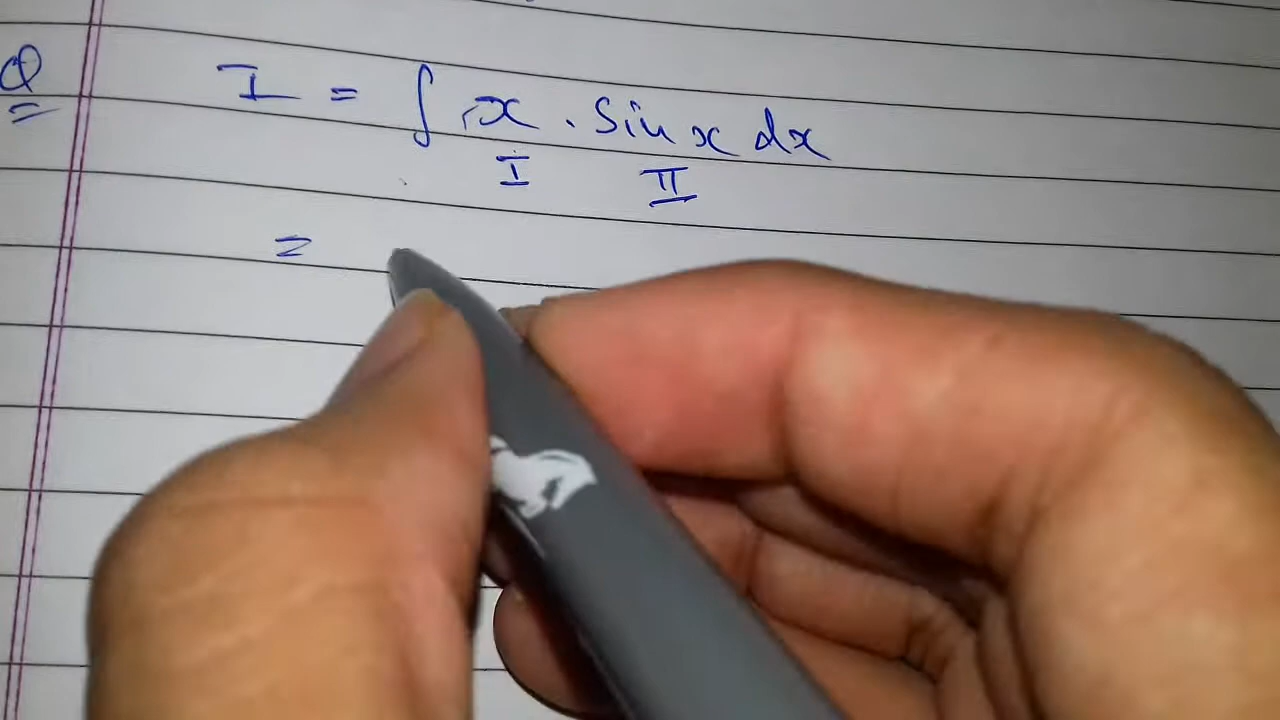 Q I = ∫ x . Sin x dx
I II
=